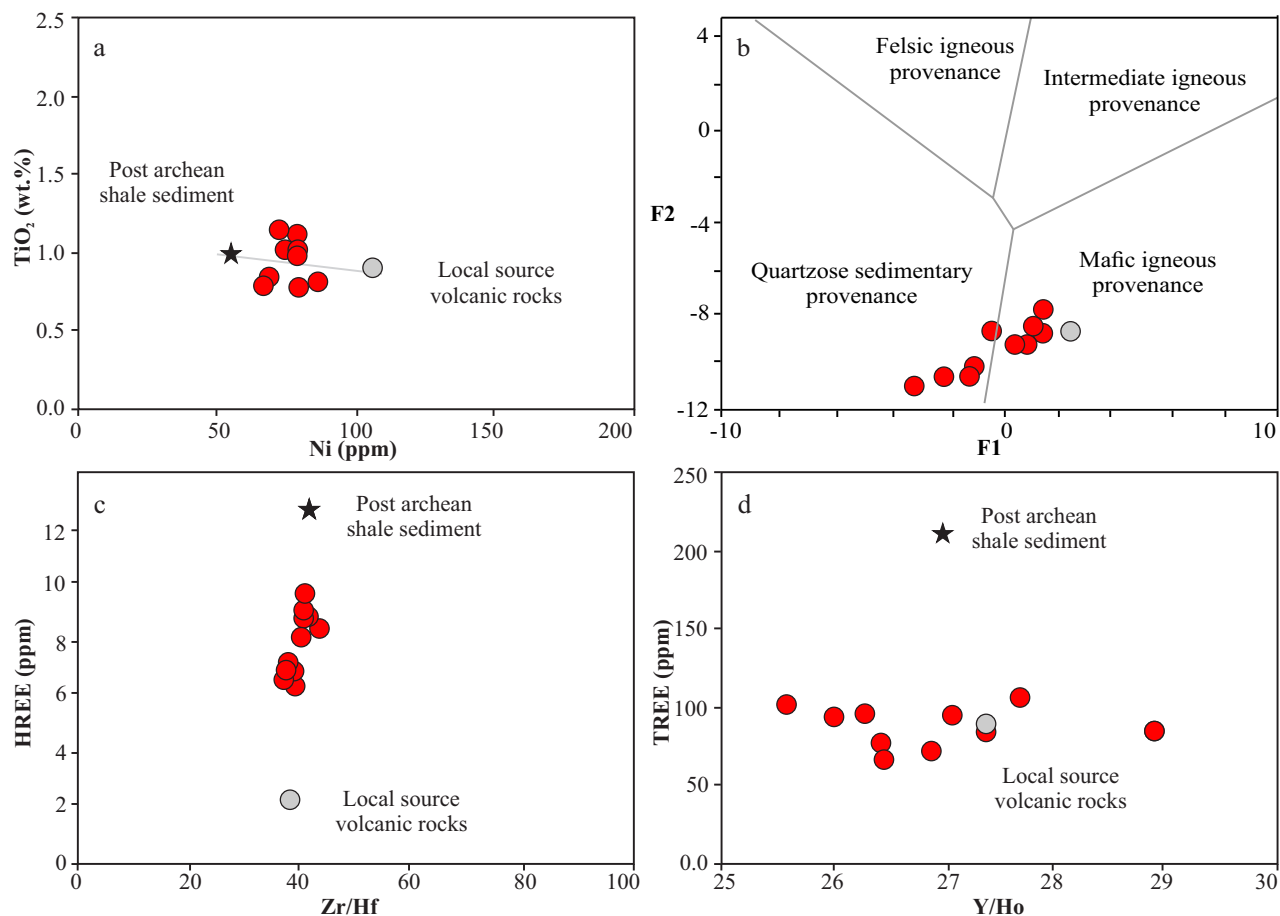 a
2.5
2.0
1.5
1.0
0.5
0.0
TiO₂ (wt.%)
Post archean
shale sediment
Local source
volcanic rocks
0
50
100
150
200
Ni (ppm)
b
4
0
-4
-8
-12
F2
Felsic igneous
provenance
Intermediate igneous
provenance
Quartzose sedimentary
provenance
Mafic igneous
provenance
-10
0
10
F1
c
12
10
8
6
4
2
0
HREE (ppm)
Post archean
shale sediment
Local source
volcanic rocks
0
20
40
60
80
100
Zr/Hf
d
250
200
150
100
50
0.0
TREE (ppm)
Post archean
shale sediment
Local source
volcanic rocks
25
26
27
28
29
30
Y/Ho